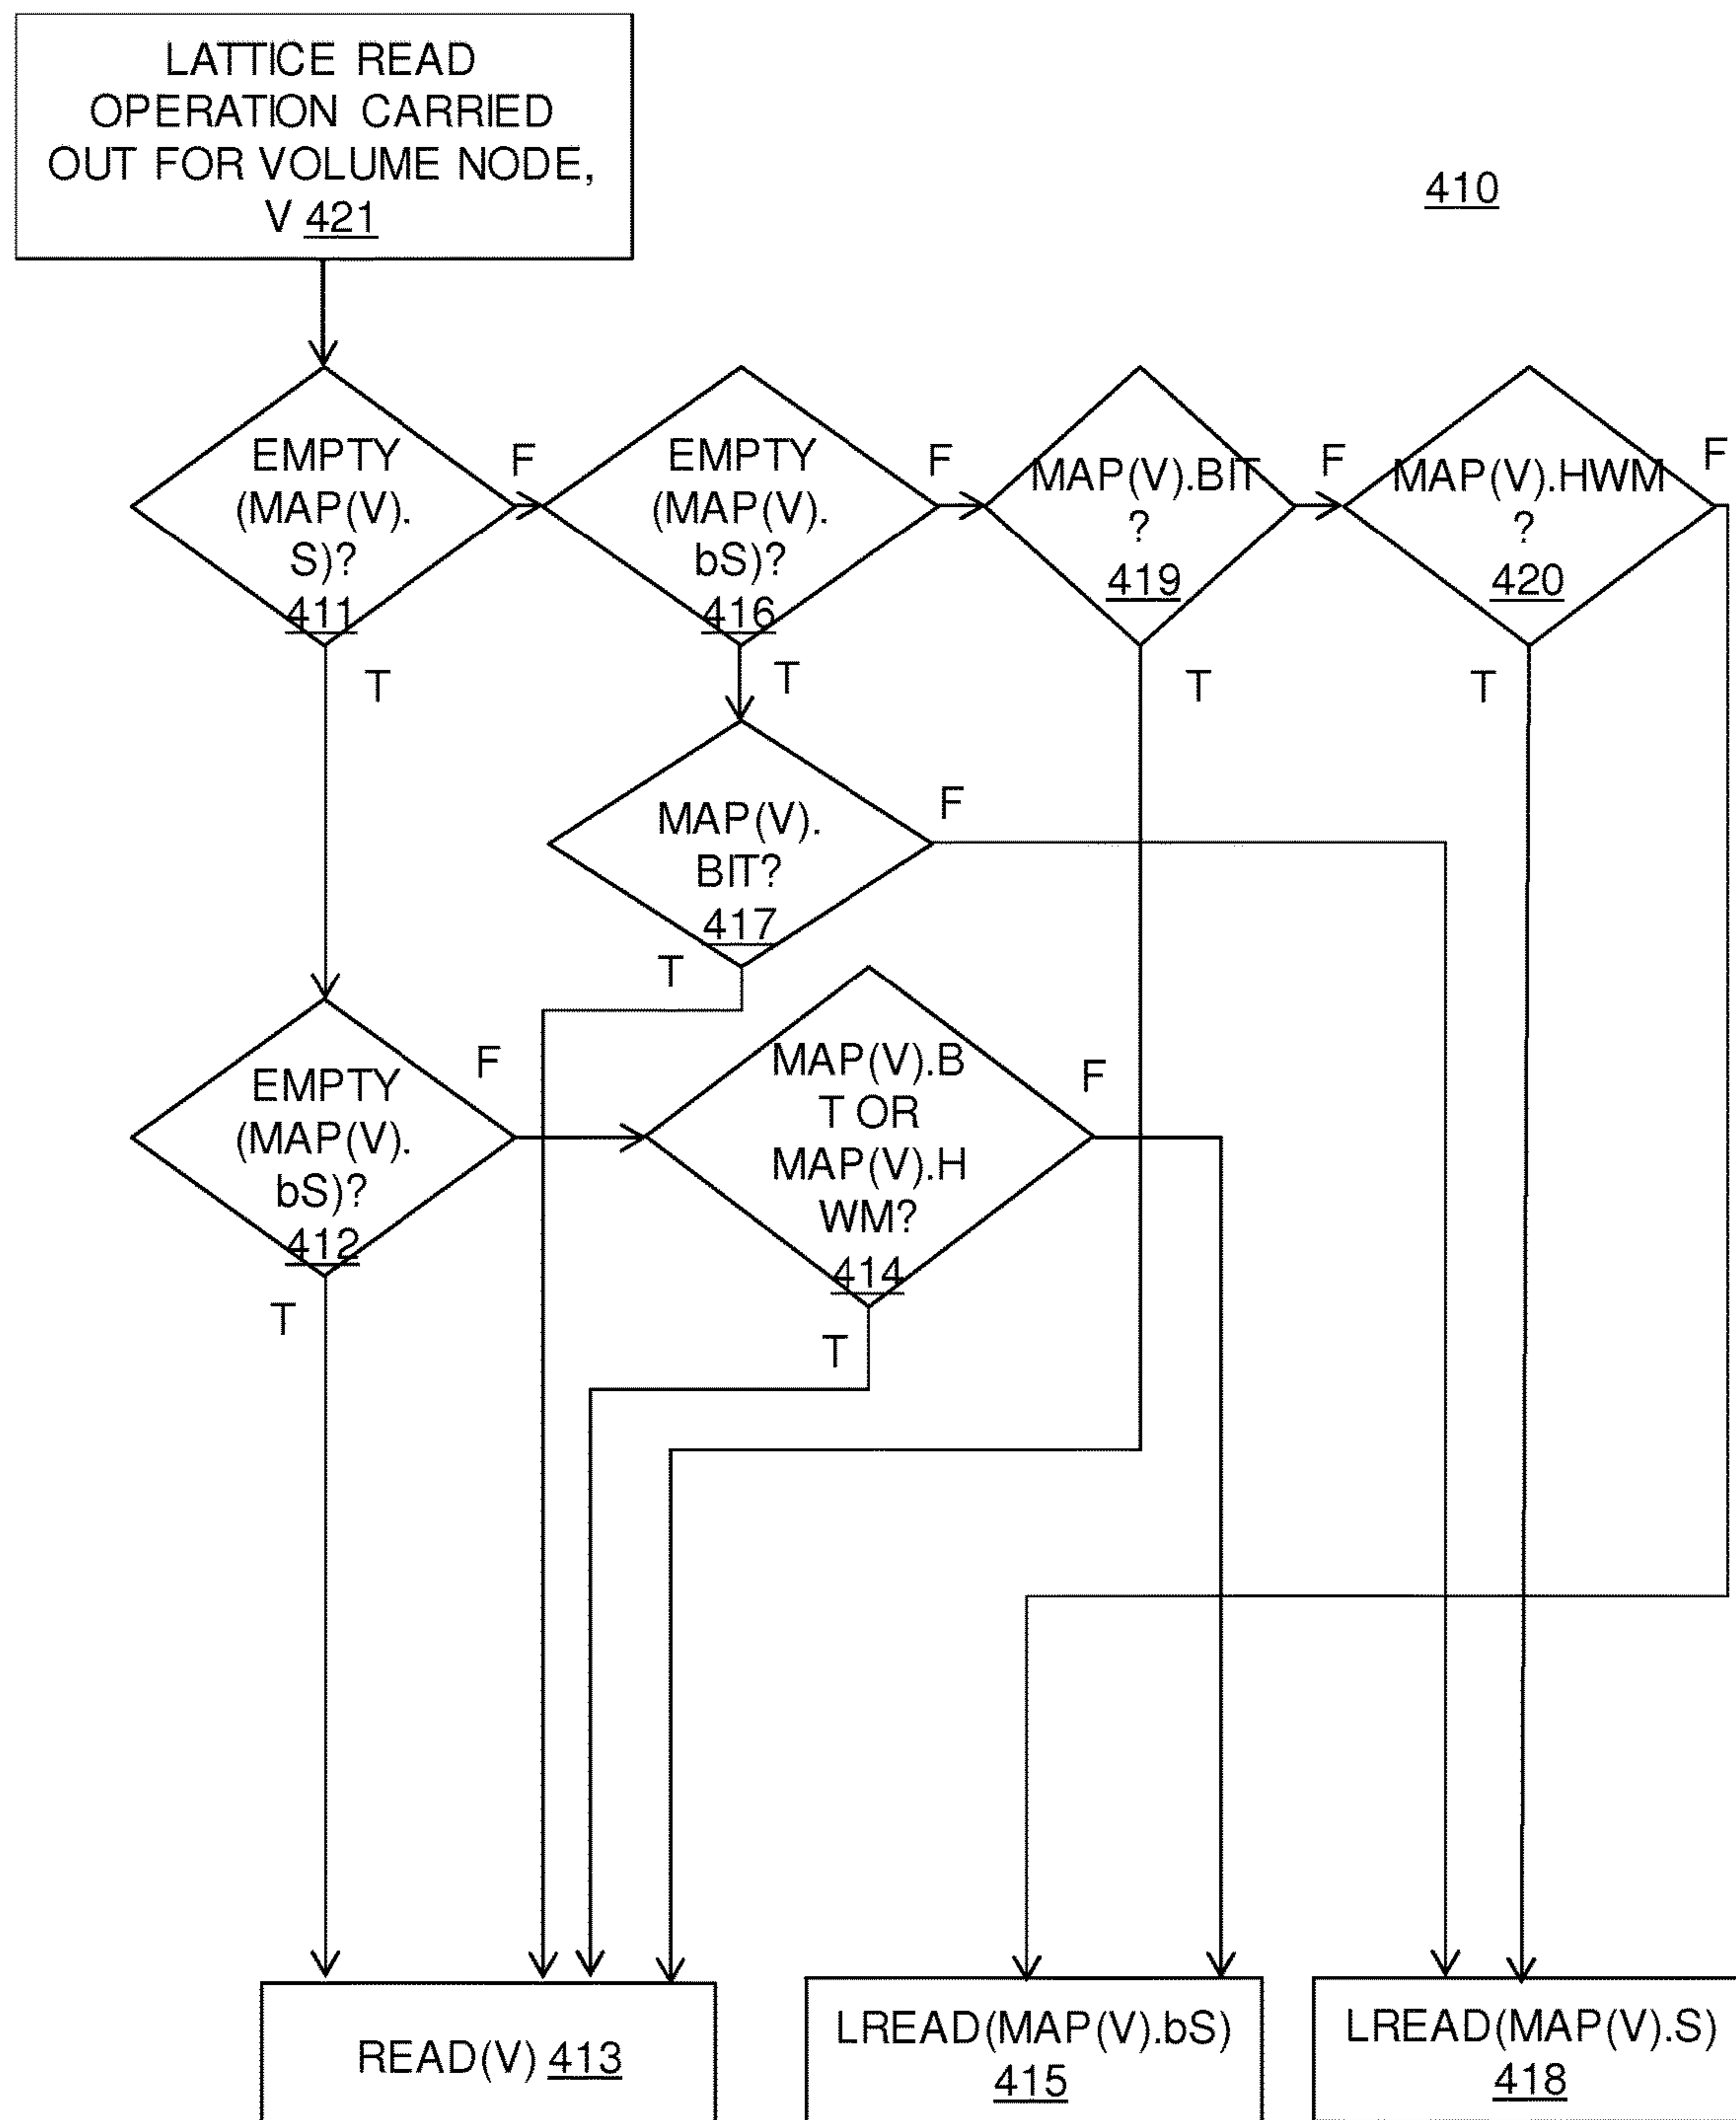 LATTICE READ
OPERATION CARRIED
OUT FOR VOLUME NODE,
V 421
410
EMPTY
(MAP(V).
S)?
411
F
T
EMPTY
(MAP(V).
bS)?
416
F
T
MAP(V).BIT
?
419
F
T
MAP(V).HWM
?
420
F
T
MAP(V).
BIT?
417
F
T
EMPTY
(MAP(V).
bS)?
412
F
T
MAP(V).B
T OR
MAP(V).H
WM?
414
F
T
READ(V) 413
LREAD(MAP(V).bS)
415
LREAD(MAP(V).S)
418